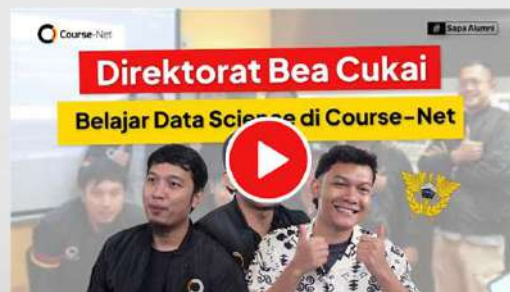 Course-Net
# Sapa Alumni
Direktorat Bea Cukai
Belajar Data Science di Course-Net